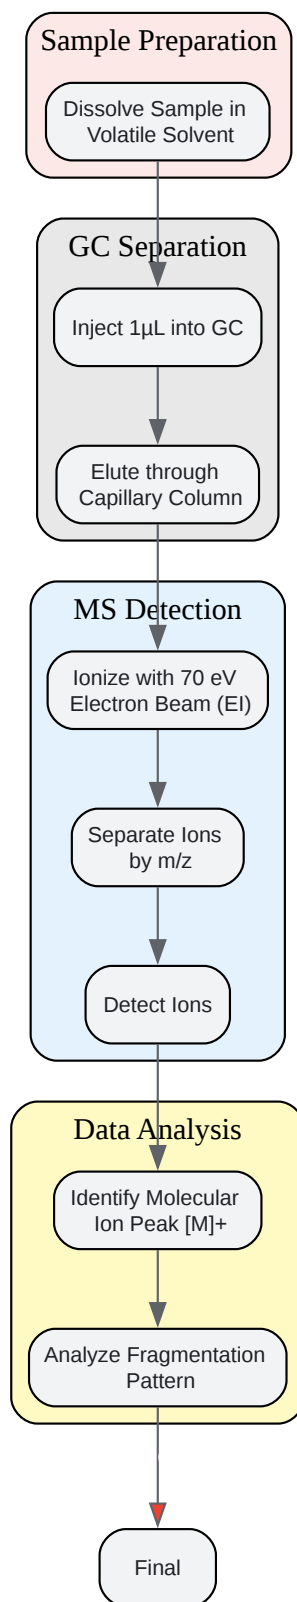 Sample Preparation
Dissolve Sample in
Volatile Solvent
GC Separation
Inject 1µL into GC
Elute through
Capillary Column
MS Detection
Ionize with 70 eV
Electron Beam (EI)
Separate Ions
by m/z
Detect Ions
Data Analysis
Identify Molecular
Ion Peak [M]+
Analyze Fragmentation
Pattern
Final